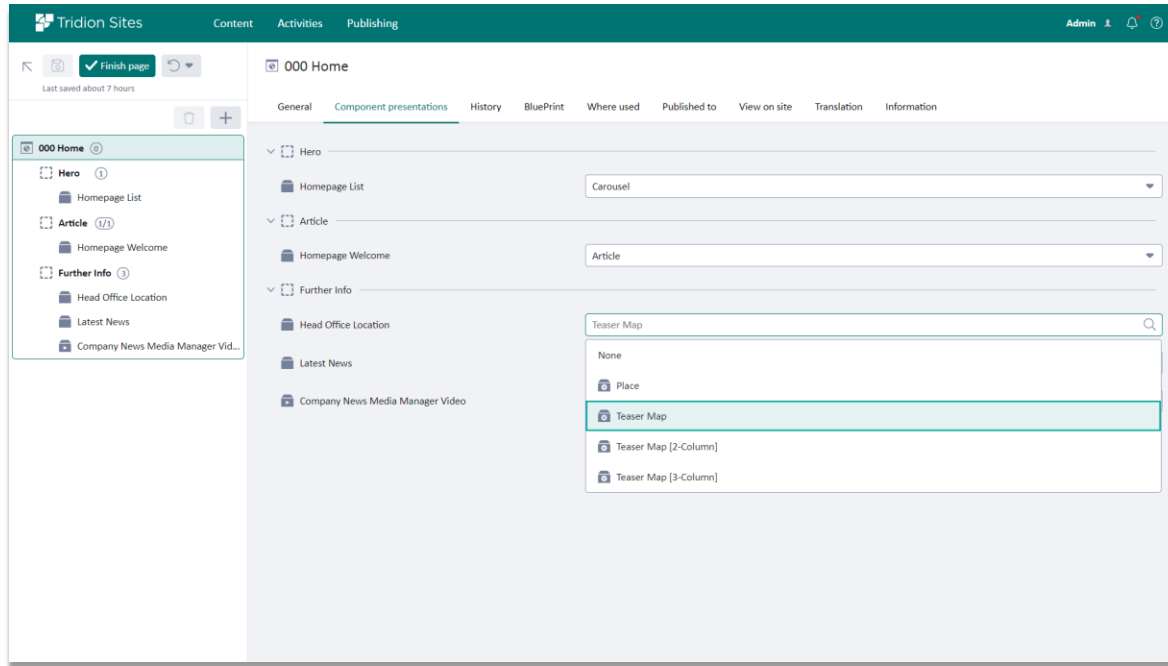 Tridion Sites Content Activities Publishing Admin
Finish page
Last saved about 7 hours
000 Home
General Component presentations History BluePrint Where used Published to View on site Translation Information
000 Home 0
Hero 1
Homepage List
Article 1/1
Homepage Welcome
Further Info 3
Head Office Location
Latest News
Company News Media Manager Vid...
Hero
Homepage List Carousel
Article
Homepage Welcome Article
Further Info
Head Office Location Teaser Map
Latest News
Company News Media Manager Video
None
Place
Teaser Map
Teaser Map [2-Column]
Teaser Map [3-Column]